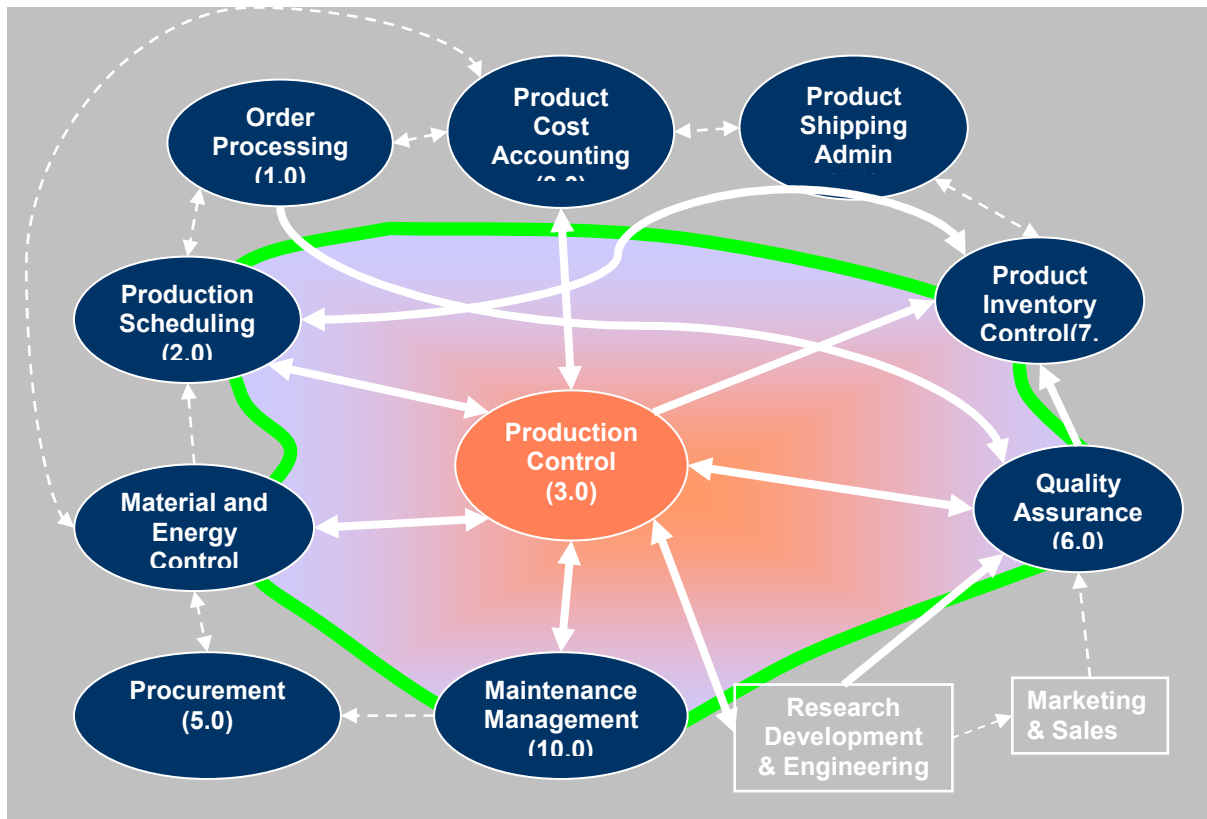 Order
Processing
(1.0)
Product
Cost
Accounting
Product
Shipping
Admin
Production
Scheduling
(2.0)
Product
Inventory
Control(7.
Production
Control
(3.0)
Material and
Energy
Control
Quality
Assurance
(6.0)
Procurement
(5.0)
Maintenance
Management
(10.0)
Research
Development
& Engineering
Marketing
& Sales